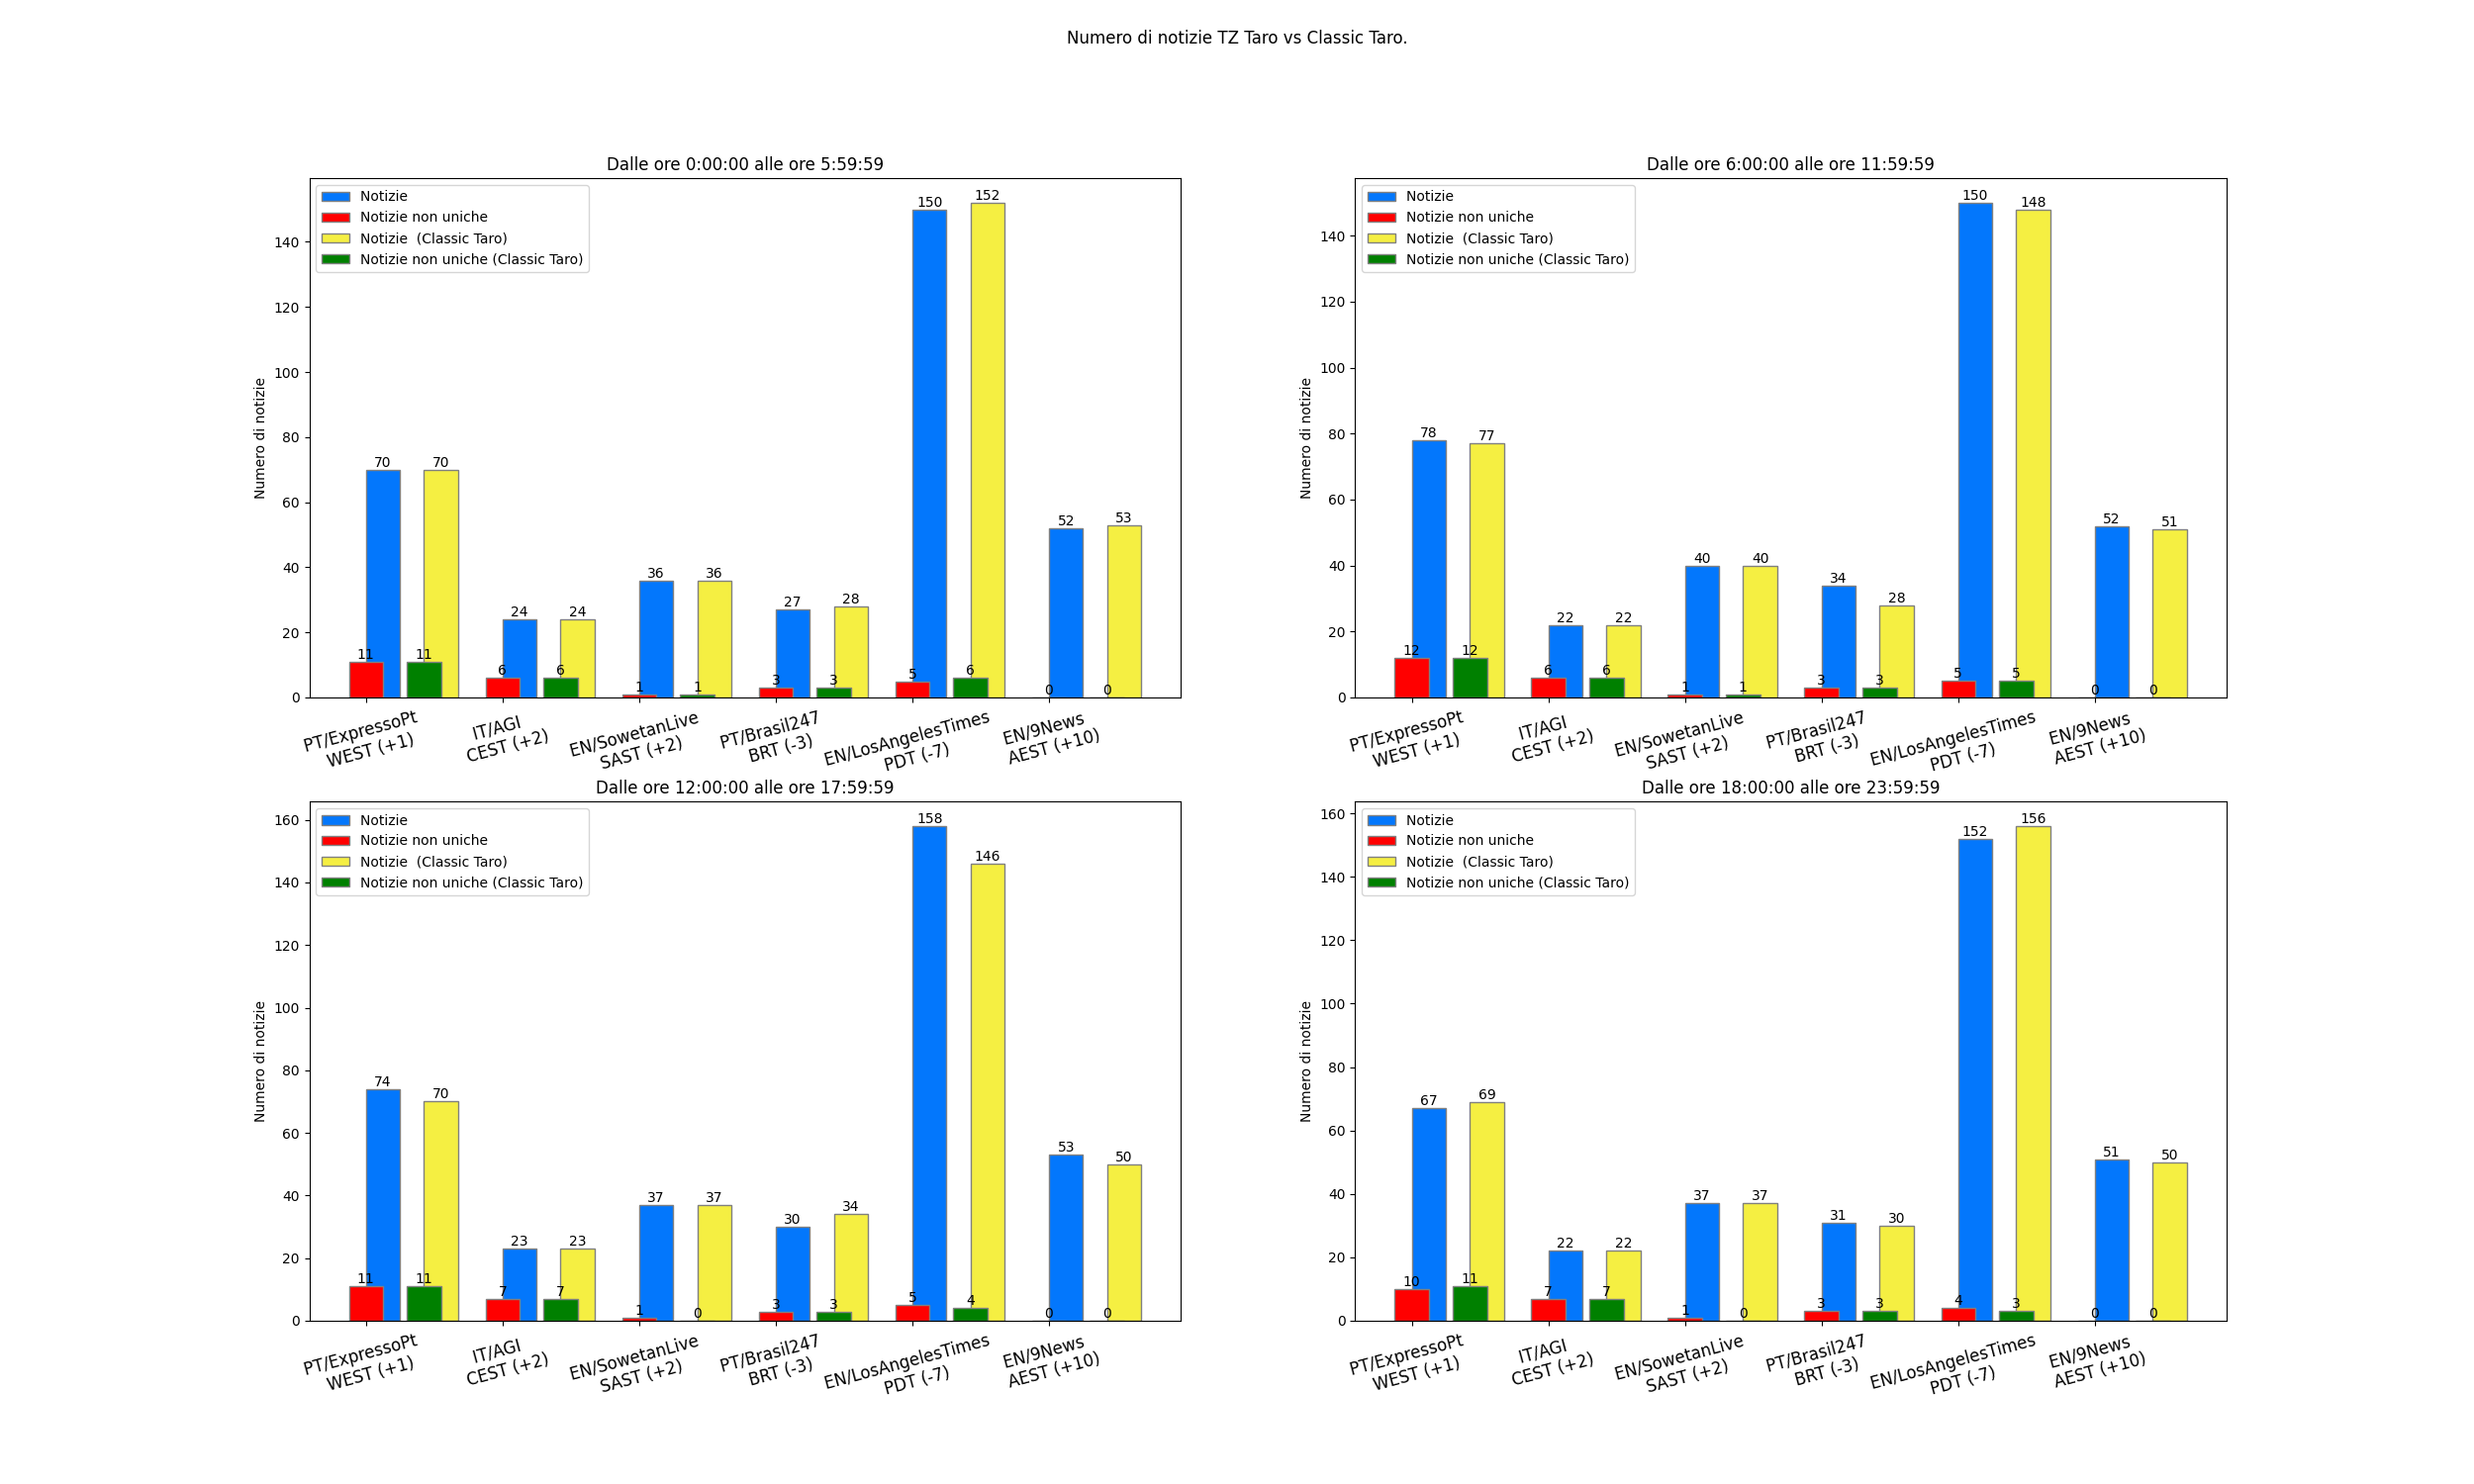 Numero di notizie TZ Taro vs Classic Taro.
Dalle ore 0:00:00 alle ore 5:59:59
Notizie
Notizie non uniche
Notizie  (Classic Taro)
Notizie non uniche (Classic Taro)
Numero di notizie
140
120
100
80
60
40
20
0
70
70
11
11
24
24
6
6
36
36
1
1
27
28
3
3
150
152
5
6
52
53
0
0
PT/ExpressoPt
WEST (+1)
IT/AGI
CEST (+2)
EN/SowetanLive
SAST (+2)
PT/Brasil247
BRT (-3)
EN/LosAngelesTimes
PDT (-7)
EN/9News
AEST (+10)
Dalle ore 6:00:00 alle ore 11:59:59
Notizie
Notizie non uniche
Notizie  (Classic Taro)
Notizie non uniche (Classic Taro)
Numero di notizie
140
120
100
80
60
40
20
0
78
77
12
12
22
22
6
6
40
40
1
1
34
28
3
3
150
148
5
5
52
51
0
0
PT/ExpressoPt
WEST (+1)
IT/AGI
CEST (+2)
EN/SowetanLive
SAST (+2)
PT/Brasil247
BRT (-3)
EN/LosAngelesTimes
PDT (-7)
EN/9News
AEST (+10)
Dalle ore 12:00:00 alle ore 17:59:59
Notizie
Notizie non uniche
Notizie  (Classic Taro)
Notizie non uniche (Classic Taro)
Numero di notizie
160
140
120
100
80
60
40
20
0
74
70
11
11
23
23
7
7
37
37
1
0
30
34
3
3
158
146
5
4
53
50
0
0
PT/ExpressoPt
WEST (+1)
IT/AGI
CEST (+2)
EN/SowetanLive
SAST (+2)
PT/Brasil247
BRT (-3)
EN/LosAngelesTimes
PDT (-7)
EN/9News
AEST (+10)
Dalle ore 18:00:00 alle ore 23:59:59
Notizie
Notizie non uniche
Notizie  (Classic Taro)
Notizie non uniche (Classic Taro)
Numero di notizie
160
140
120
100
80
60
40
20
0
67
69
10
11
22
22
7
7
37
37
1
0
31
30
3
3
152
156
4
3
51
50
0
0
PT/ExpressoPt
WEST (+1)
IT/AGI
CEST (+2)
EN/SowetanLive
SAST (+2)
PT/Brasil247
BRT (-3)
EN/LosAngelesTimes
PDT (-7)
EN/9News
AEST (+10)